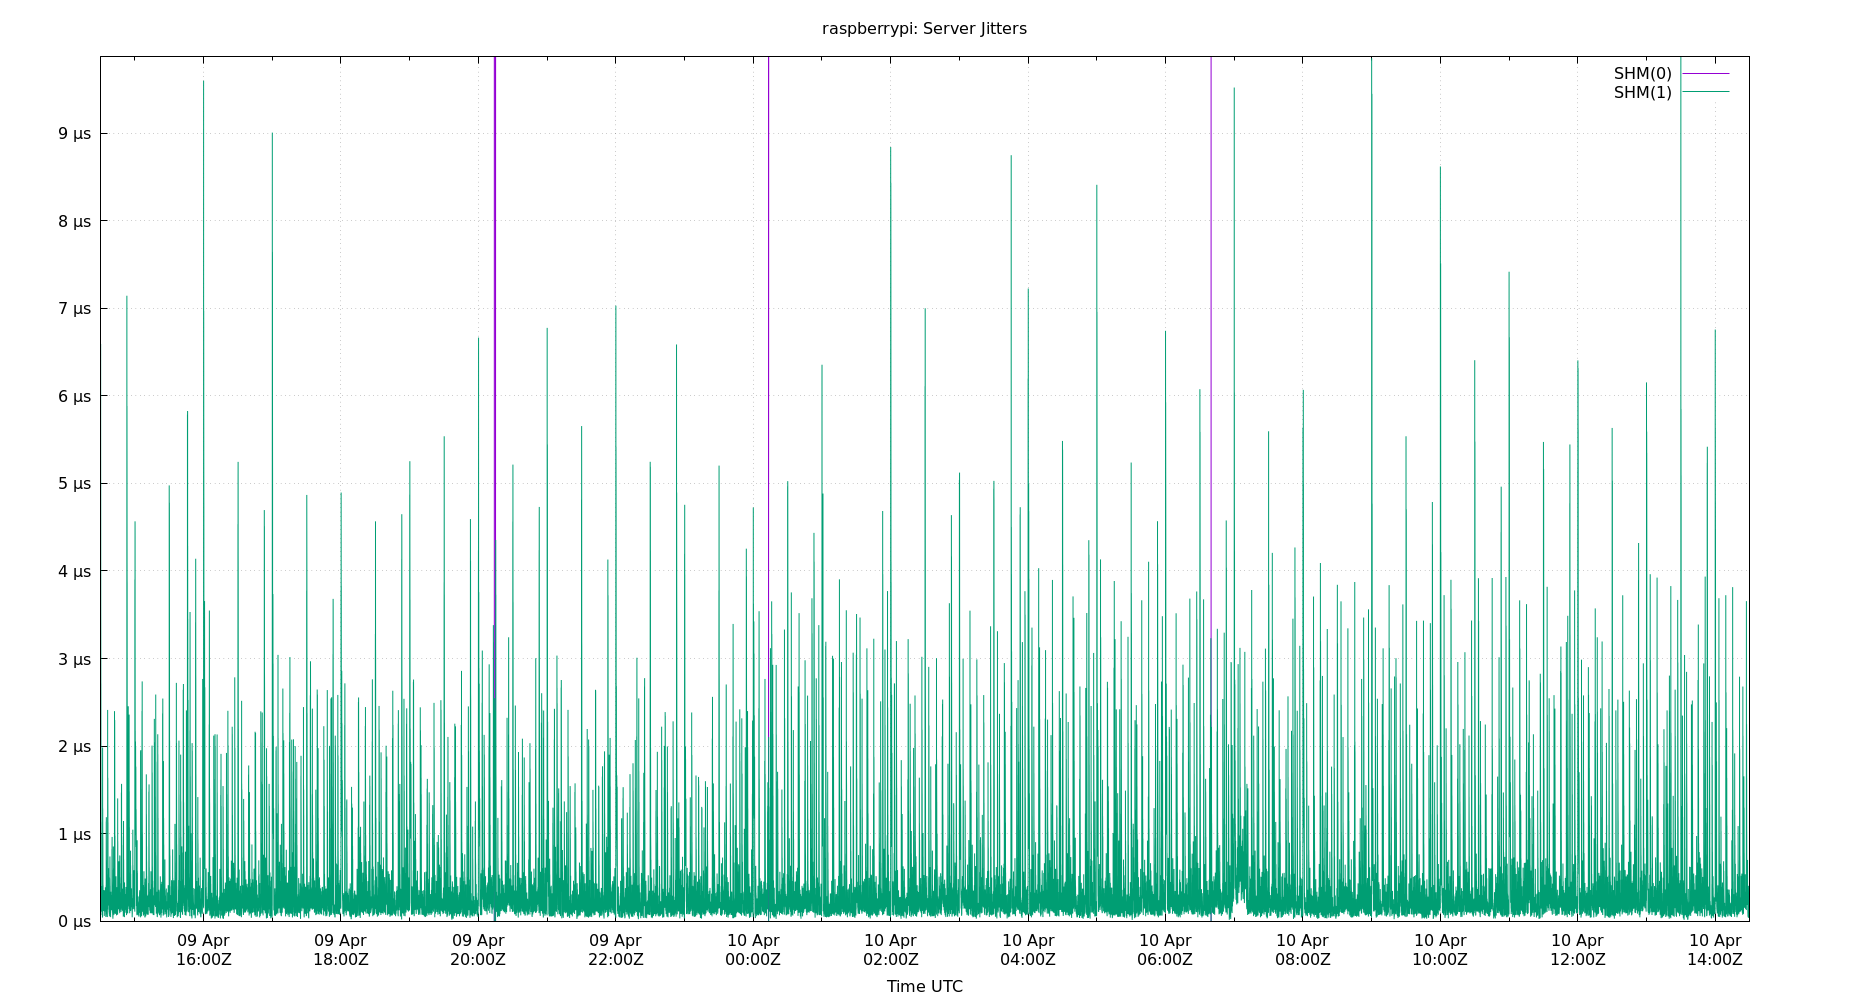 raspberrypi: Server Jitters
SHM(0)
SHM(1)
9 µs
8 µs
7 µs
6 µs
5 µs
4 µs
3 µs
2 µs
1 µs
0 µs
09 Apr 09 Apr 09 Apr 09 Apr 10 Apr 10 Apr 10 Apr 10 Apr 10 Apr 10 Apr 10 Apr 10 Apr
16:00Z 18:00Z 20:00Z 22:00Z 00:00Z 02:00Z 04:00Z 06:00Z 08:00Z 10:00Z 12:00Z 14:00Z
Time UTC